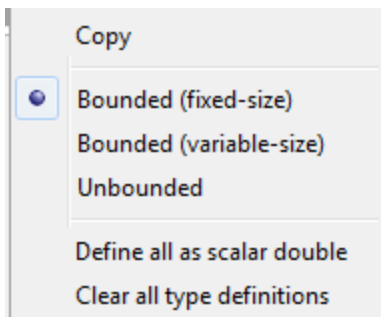 Copy
Bounded (fixed-size)
Bounded (variable-size)
Unbounded
Define all as scalar double
Clear all type definitions